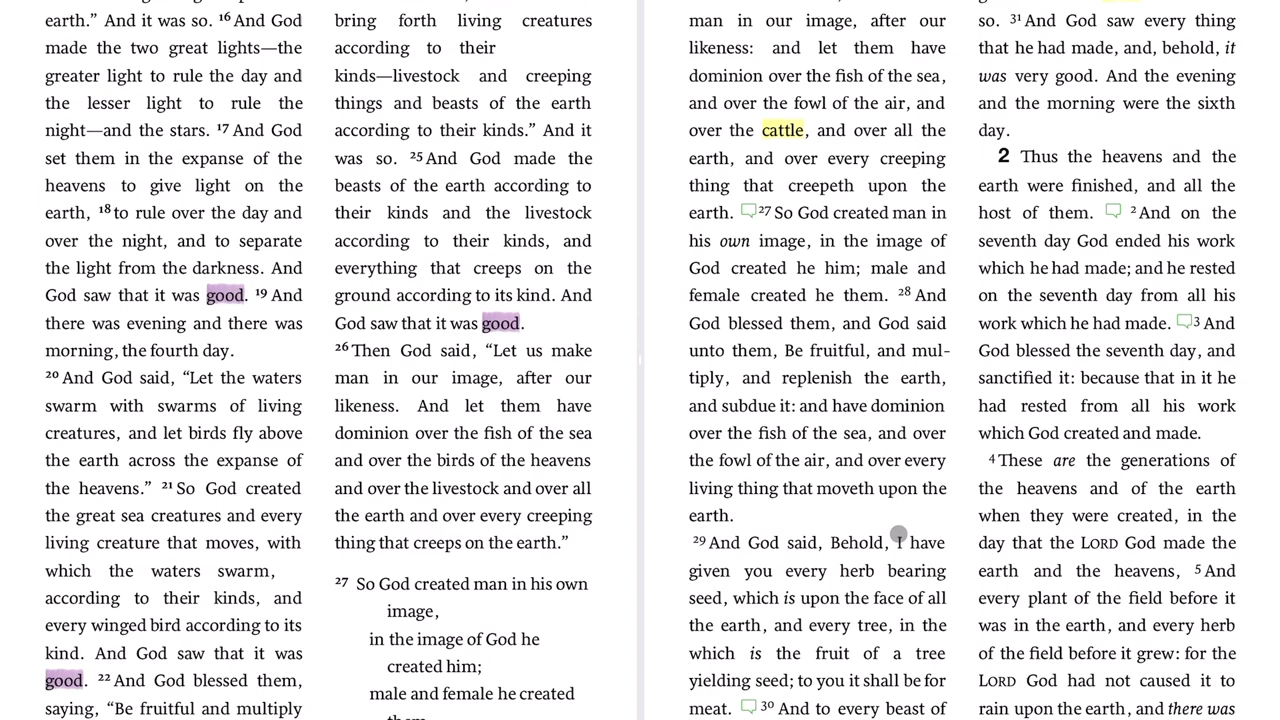 earth.” And it was so. 16 And God
made the two great lights—the
greater light to rule the day and
the lesser light to rule the
night—and the stars. 17 And God
set them in the expanse of the
heavens to give light on the
earth, 18 to rule over the day and
over the night, and to separate
the light from the darkness. And
God saw that it was good. 19 And
there was evening and there was
morning, the fourth day.
20 And God said, “Let the waters
swarm with swarms of living
creatures, and let birds fly above
the earth across the expanse of
the heavens.” 21 So God created
the great sea creatures and every
living creature that moves, with
which the waters swarm,
according to their kinds, and
every winged bird according to its
kind. And God saw that it was
good. 22 And God blessed them,
saying, “Be fruitful and multiply
bring forth living creatures
according to their
kinds—livestock and creeping
things and beasts of the earth
according to their kinds.” And it
was so. 25 And God made the
beasts of the earth according to
their kinds and the livestock
according to their kinds, and
everything that creeps on the
ground according to its kind. And
God saw that it was good.
26 Then God said, “Let us make
man in our image, after our
likeness. And let them have
dominion over the fish of the sea
and over the birds of the heavens
and over the livestock and over all
the earth and over every creeping
thing that creeps on the earth.”
27 So God created man in his own
image,
in the image of God he
created him;
male and female he created
man in our image, after our
likeness: and let them have
dominion over the fish of the sea,
and over the fowl of the air, and
over the cattle, and over all the
earth, and over every creeping
thing that creepeth upon the
earth. 27 So God created man in
his own image, in the image of
God created he him; male and
female created he them. 28 And
God blessed them, and God said
unto them, Be fruitful, and mul-
tiply, and replenish the earth,
and subdue it: and have dominion
over the fish of the sea, and over
the fowl of the air, and over every
living thing that moveth upon the
earth.
29 And God said, Behold, I have
given you every herb bearing
seed, which is upon the face of all
the earth, and every tree, in the
which is the fruit of a tree
yielding seed; to you it shall be for
meat. 30 And to every beast of
so. 31 And God saw every thing
that he had made, and, behold, it
was very good. And the evening
and the morning were the sixth
day.
2 Thus the heavens and the
earth were finished, and all the
host of them. 2 And on the
seventh day God ended his work
which he had made; and he rested
on the seventh day from all his
work which he had made. 3 And
God blessed the seventh day, and
sanctified it: because that in it he
had rested from all his work
which God created and made.
4 These are the generations of
the heavens and of the earth
when they were created, in the
day that the LORD God made the
earth and the heavens, 5 And
every plant of the field before it
was in the earth, and every herb
of the field before it grew: for the
LORD God had not caused it to
rain upon the earth, and there was